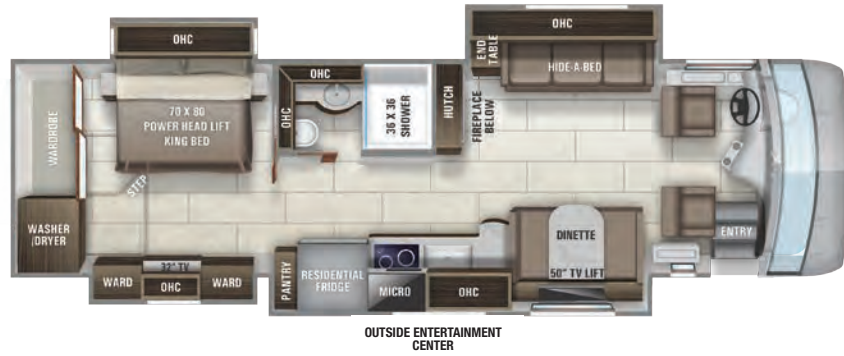 OHC
OHC
END
TABLE
HIDE-A-BED
OHC
OHC
36 X 36
SHOWER
HUTCH
FIREPLACE
BELOW
WARDROBE
70 X 80
POWER HEAD LIFT
KING BED
STEP
WASHER
/DRYER
ENTRY
DINETTE
50" TV LIFT
32" TV
WARD
OHC
WARD
PANTRY
RESIDENTIAL
FRIDGE
MICRO
OHC
OUTSIDE ENTERTAINMENT
CENTER